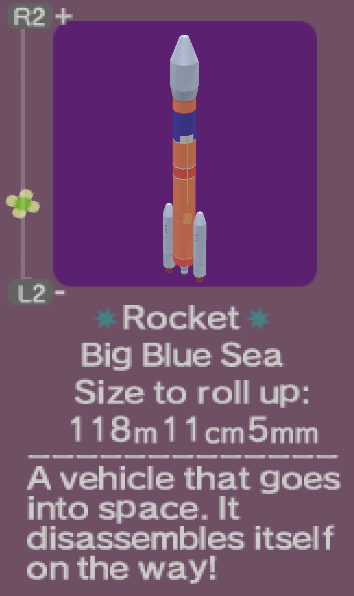 R2 +
L2 -
Rocket
Big Blue Sea
Size to roll up:
118m11cm5mm
A vehicle that goes
into space. It
disassembles itself
on the way!